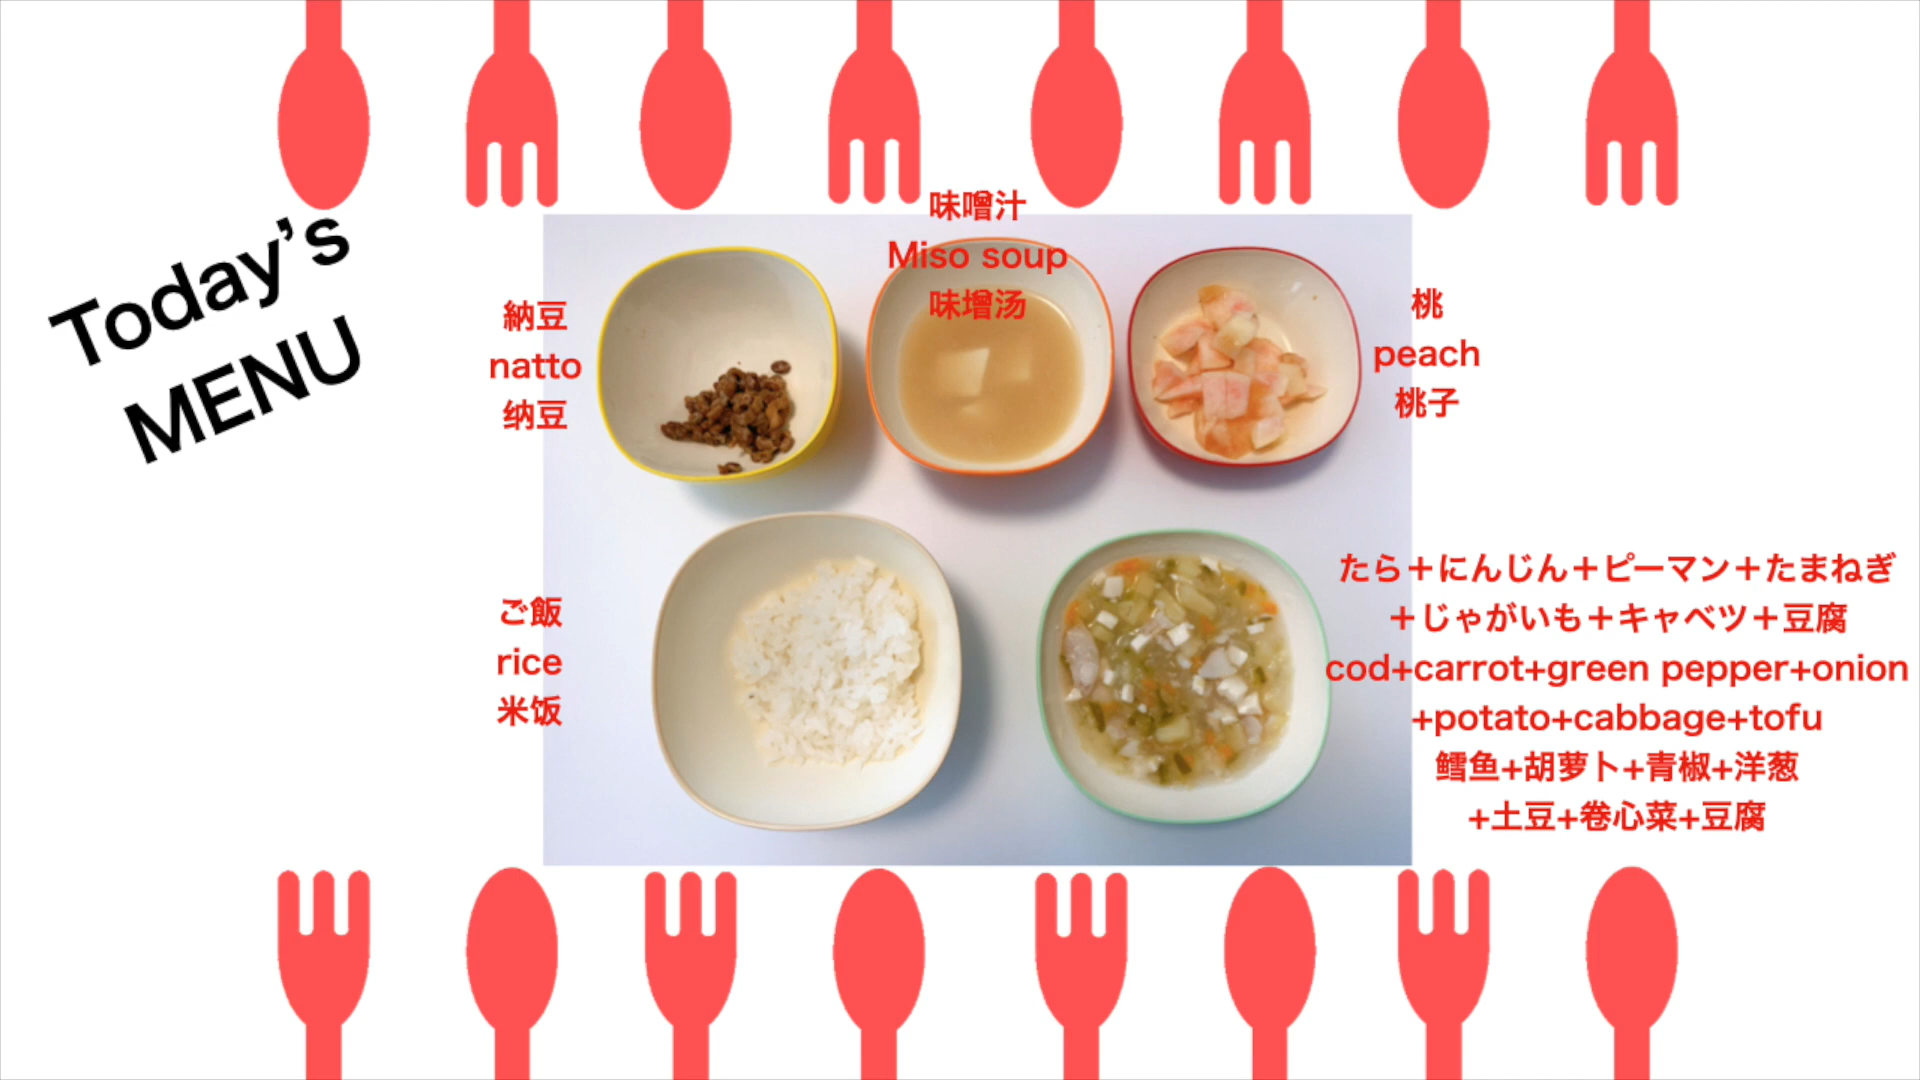 Today's
MENU
味噌汁
Miso soup
味增汤
納豆
natto
纳豆
桃
peach
桃子
ご飯
rice
米饭
たら＋にんじん＋ピーマン＋たまねぎ
＋じゃがいも＋キャベツ＋豆腐
cod+carrot+green pepper+onion
+potato+cabbage+tofu
鳕鱼+胡萝卜+青椒+洋葱
+土豆+卷心菜+豆腐